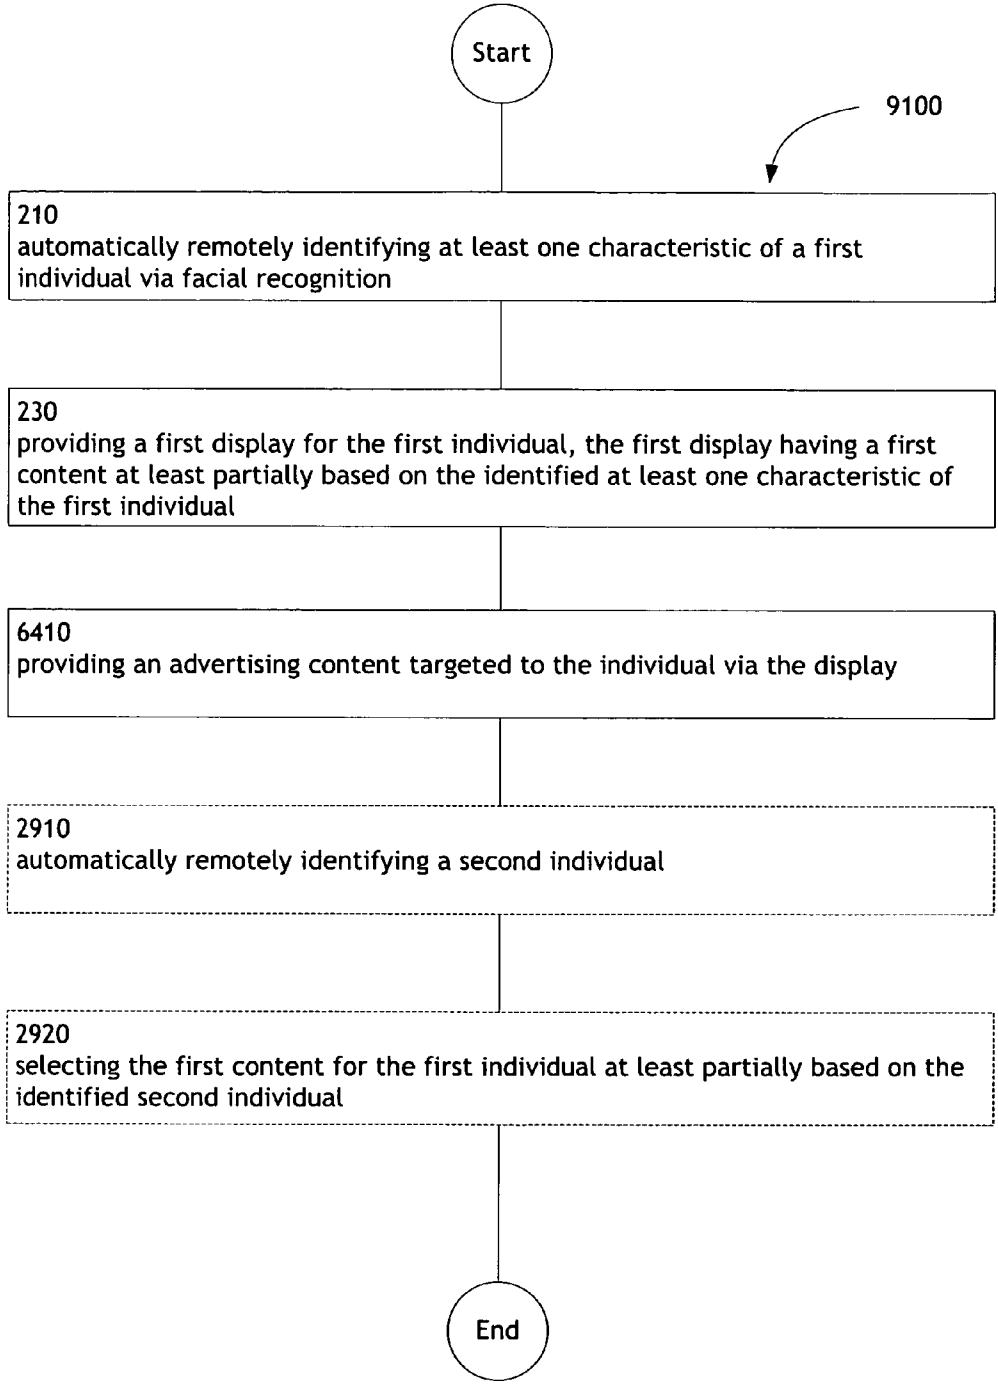 Start
9100
210
automatically remotely identifying at least one characteristic of a first
individual via facial recognition
230
providing a first display for the first individual, the first display having a first
content at least partially based on the identified at least one characteristic of
the first individual
6410
providing an advertising content targeted to the individual via the display
2910
automatically remotely identifying a second individual
2920
selecting the first content for the first individual at least partially based on the
identified second individual
End